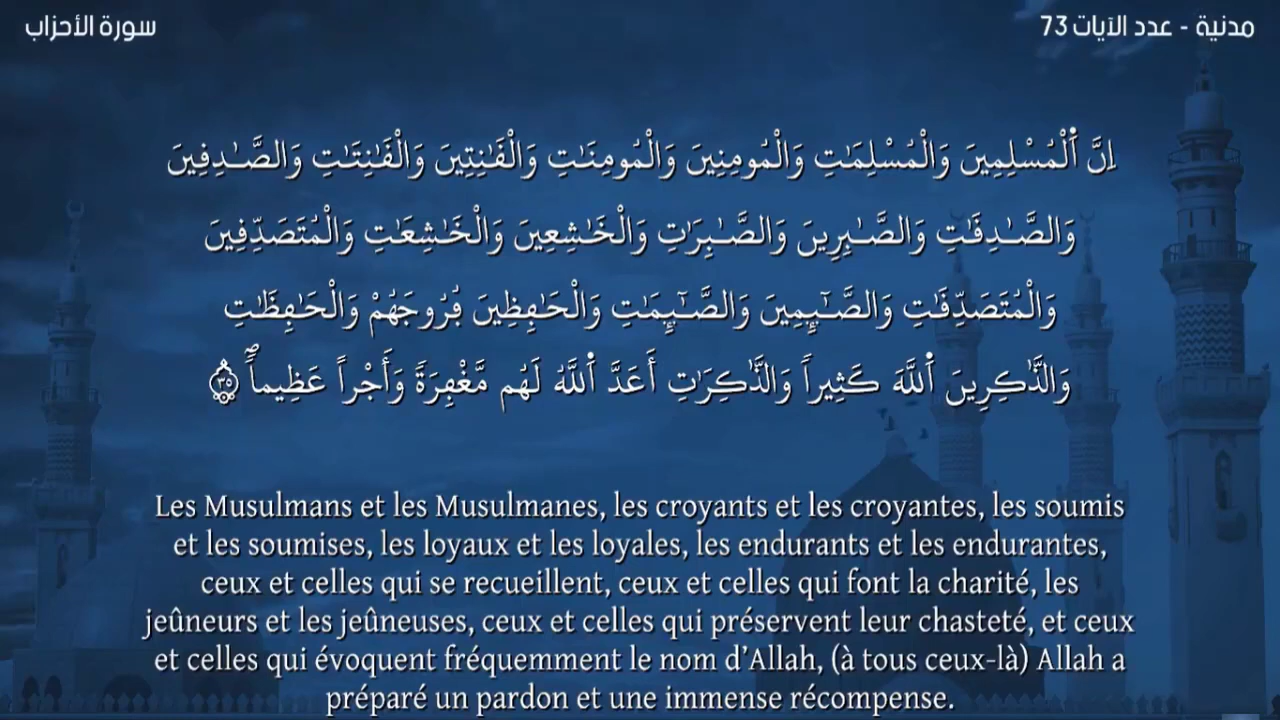 مدنية - عدد الآيات 73
سورة الأحزاب
إِنَّ اَ۬لْمُسْلِمِينَ وَالْمُسْلِمَٰتِ وَالْمُومِنِينَ وَالْمُومِنَٰتِ وَالْقَٰنِتِينَ وَالْقَٰنِتَٰتِ وَالصَّٰدِقِينَ
وَالصَّٰدِقَٰتِ وَالصَّٰبِرِينَ وَالصَّٰبِرَٰتِ وَالْخَٰشِعِينَ وَالْخَٰشِعَٰتِ وَالْمُتَصَدِّقِينَ
وَالْمُتَصَدِّقَٰتِ وَالصَّٰٓئِمِينَ وَالصَّٰٓئِمَٰتِ وَالْحَٰفِظِينَ فُرُوجَهُمْ وَالْحَٰفِظَٰتِ
وَالذَّٰكِرِينَ اَ۬للَّهَ كَثِيراً وَالذَّٰكِرَٰتِ أَعَدَّ اَ۬للَّهُ لَهُم مَّغْفِرَةً وَأَجْراً عَظِيماًۖ ٣٥
Les Musulmans et les Musulmanes, les croyants et les croyantes, les soumis
et les soumises, les loyaux et les loyales, les endurants et les endurantes,
ceux et celles qui se recueillent, ceux et celles qui font la charité, les
jeûneurs et les jeûneuses, ceux et celles qui préservent leur chasteté, et ceux
et celles qui évoquent fréquemment le nom d’Allah, (à tous ceux-là) Allah a
préparé un pardon et une immense récompense.